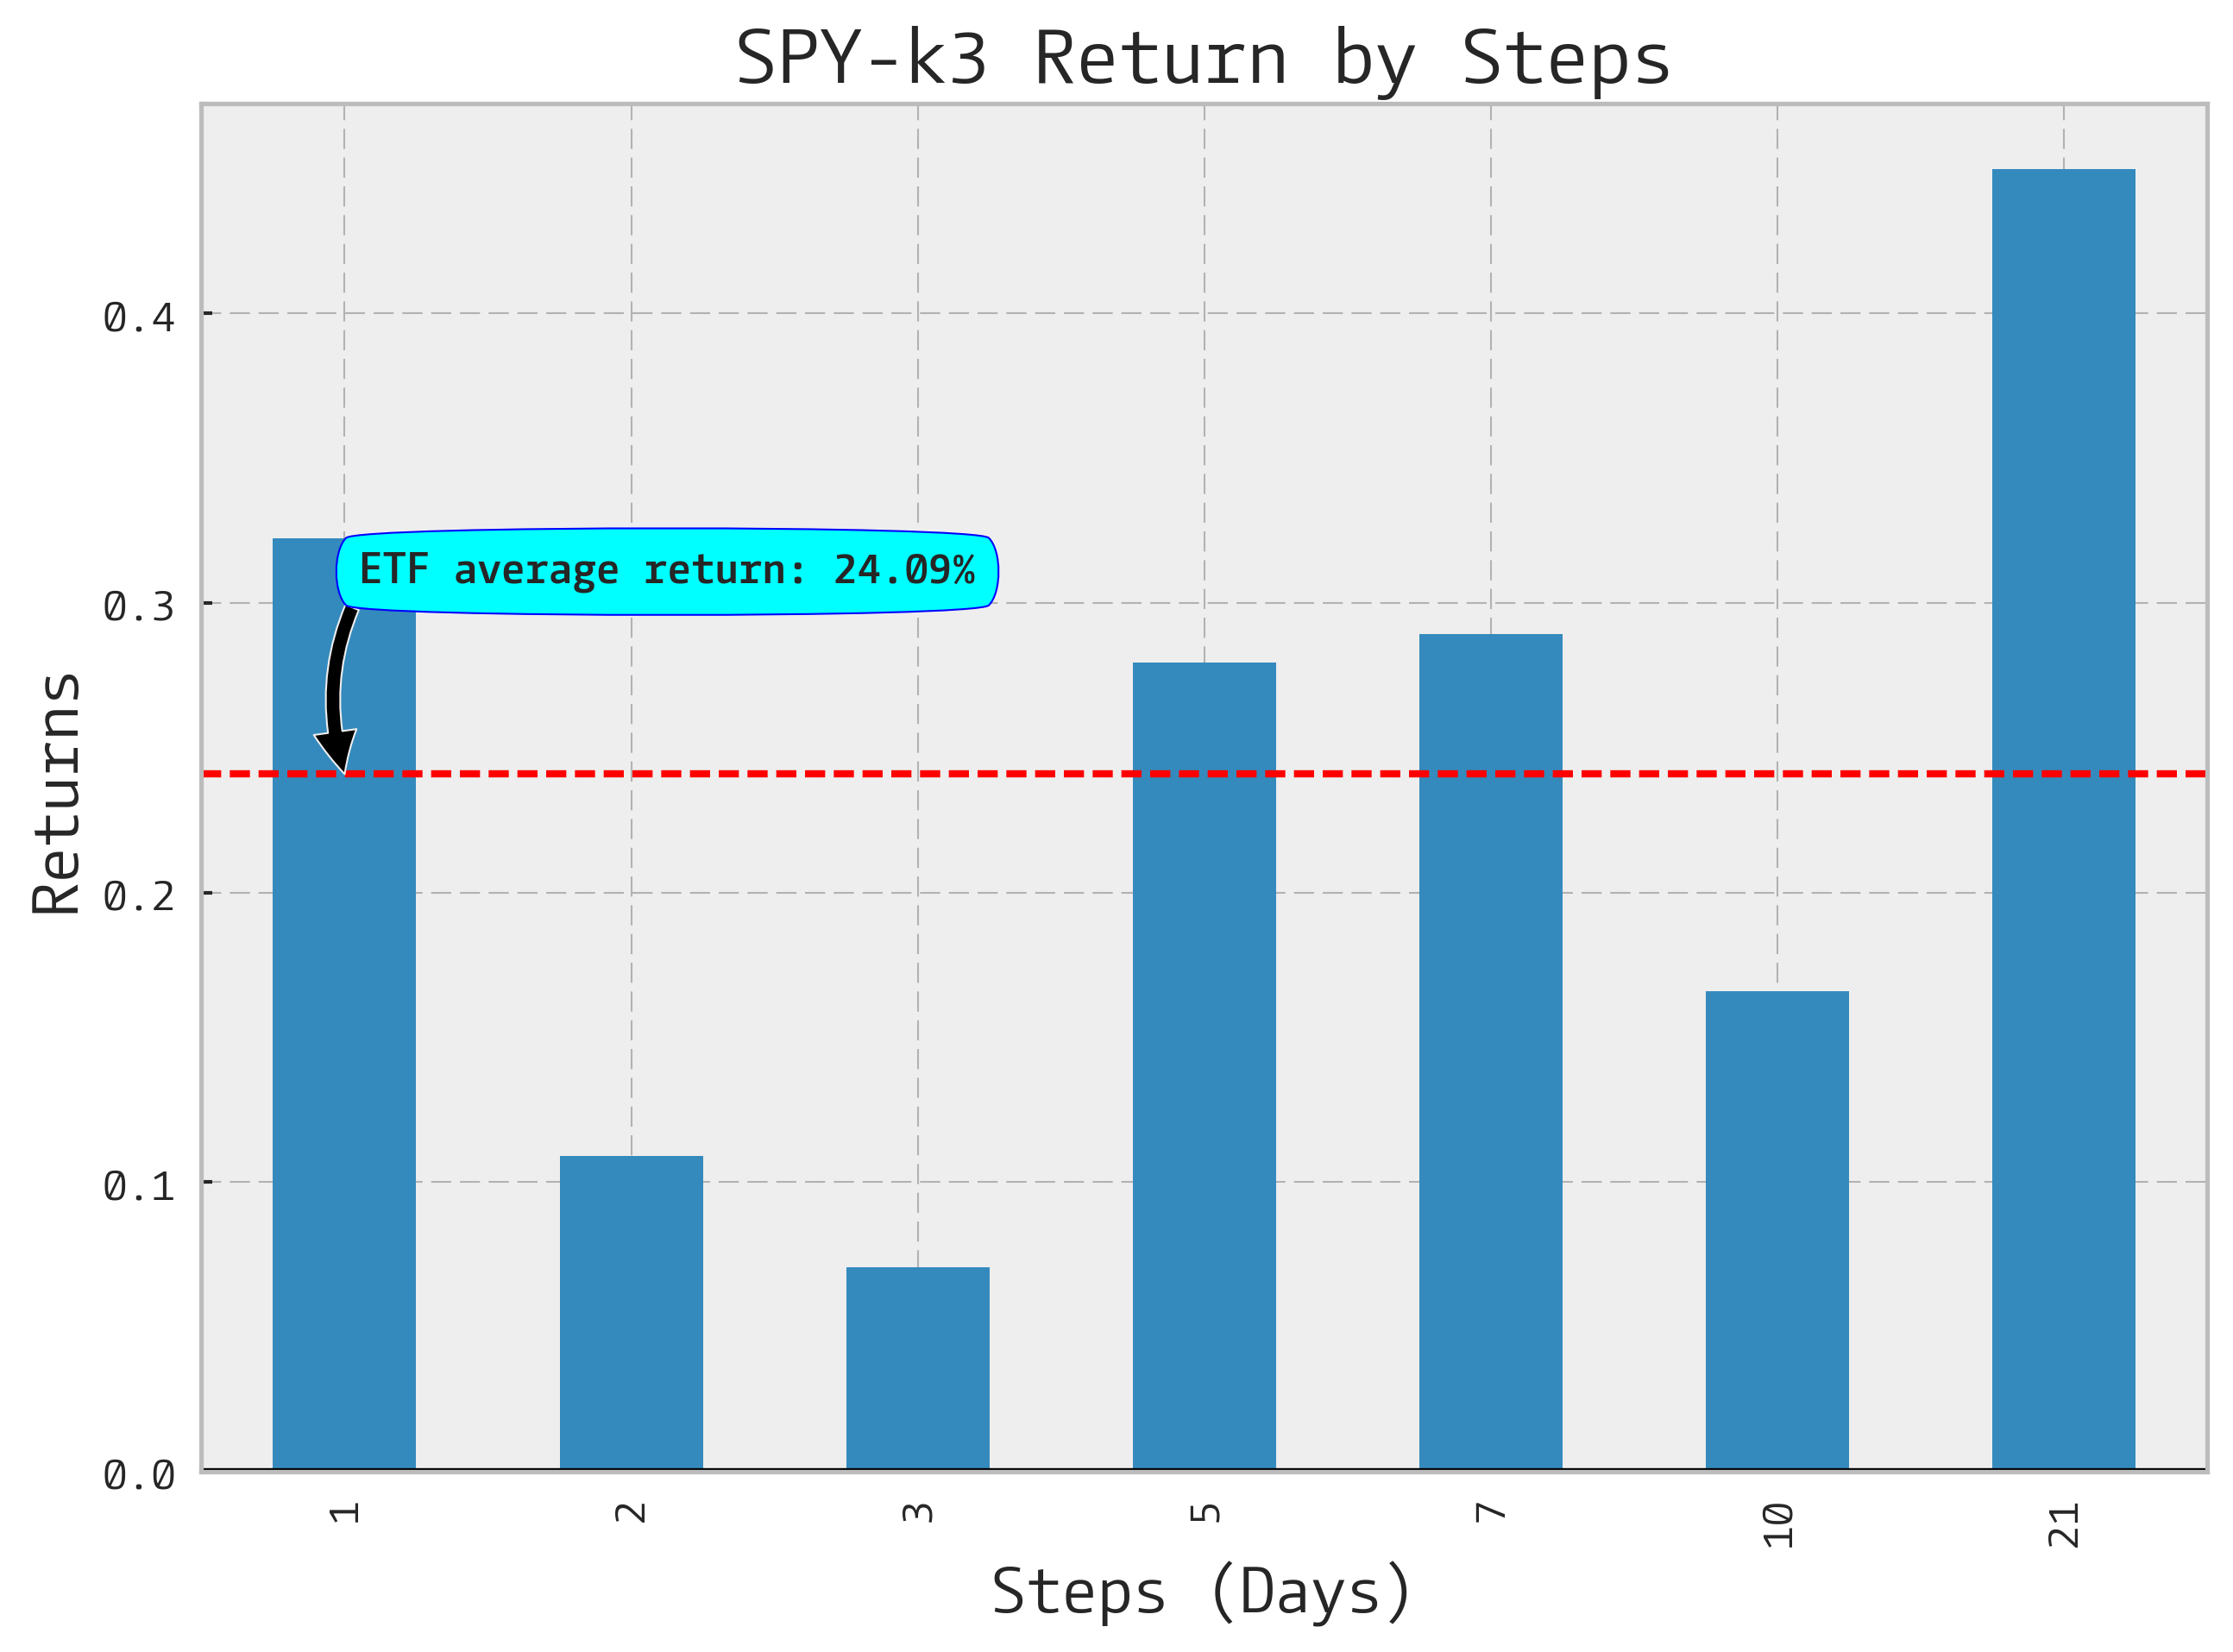 SPY-k3 Return by Steps
Returns
0.4
0.3
0.2
0.1
0.0
ETF average return: 24.09%
1 2 3 5 7 10 21
Steps (Days)